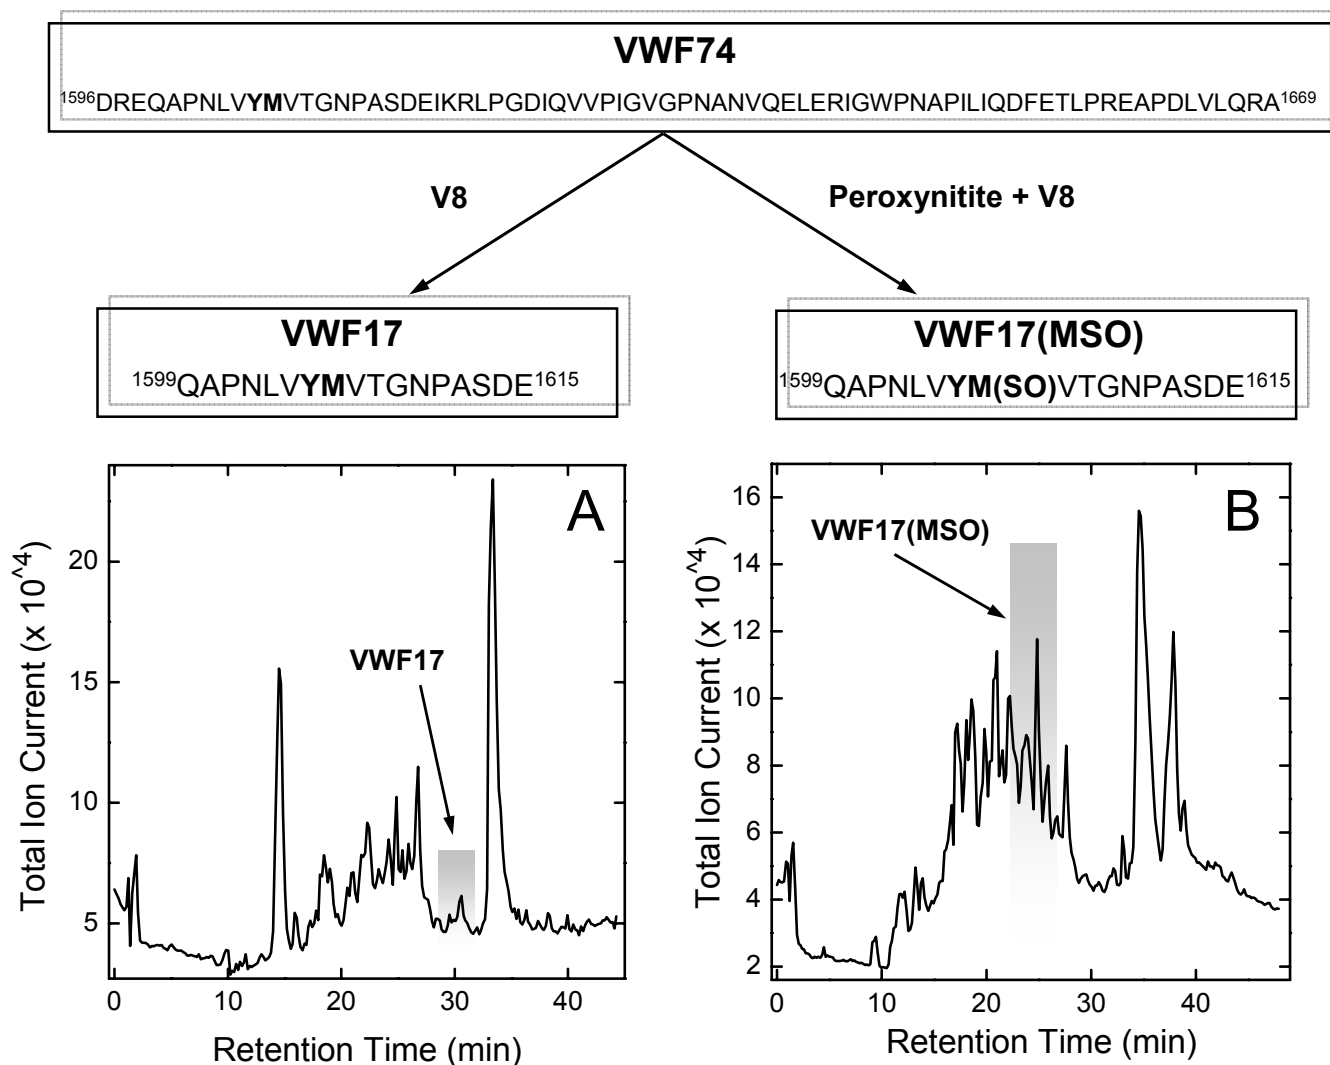 VWF74
1596DREQAPNLVYMVTGNPASDEIKRLPGDIQVVPIGVGPNANVQELERIGWPNAPILIQDFETLPREAPDLVLQRA1669
V8
Peroxynitite + V8
VWF17
1599QAPNLVYMVTGNPASDE1615
VWF17(MSO)
1599QAPNLVYM(SO)VTGNPASDE1615
A
Total Ion Current (x 10^4)
20
15
10
5
VWF17
0 10 20 30 40
Retention Time (min)
B
Total Ion Current (x 10^4)
16
14
12
10
8
6
4
2
VWF17(MSO)
0 10 20 30 40
Retention Time (min)